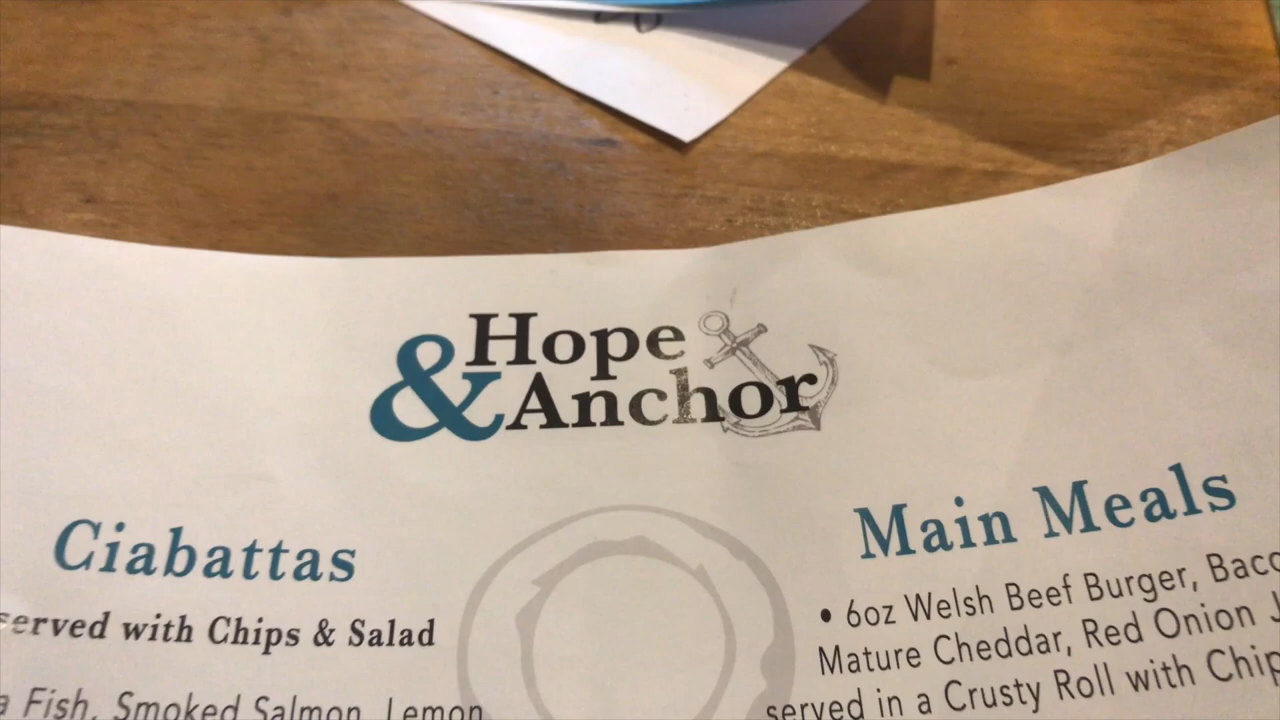 Hope
& Anchor
Ciabattas
served with Chips & Salad
Fish, Smoked Salmon, Lemon
Main Meals
• 6oz Welsh Beef Burger,
Mature Cheddar, Red Onion
served in a Crusty Roll with